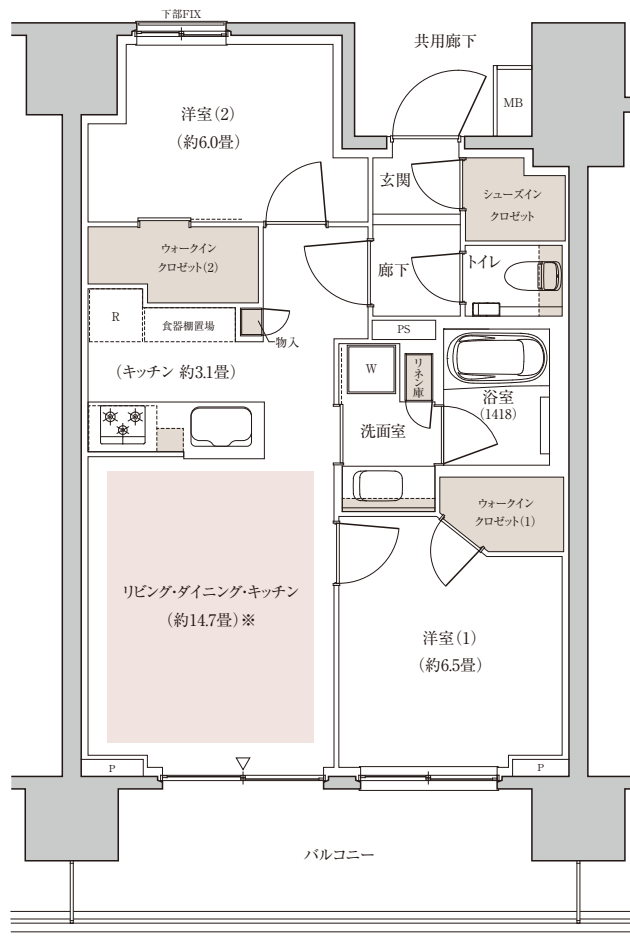 下部FIX
共用廊下
MB
洋室(2)
(約6.0畳)
玄関
シューズイン
クロゼット
ウォークイン
クロゼット(2)
廊下
トイレ
R
食器棚置場
物入
PS
(キッチン 約3.1畳)
W
リネン庫
浴室
(1418)
洗面室
ウォークイン
クロゼット(1)
リビング・ダイニング・キッチン
(約14.7畳)※
洋室(1)
(約6.5畳)
P
P
バルコニー